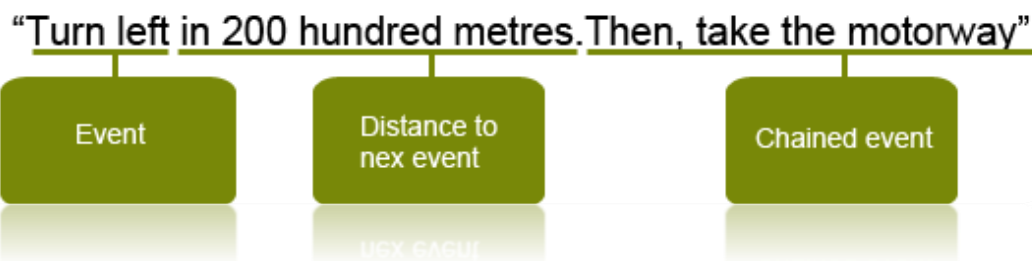 “Turn left in 200 hundred metres.Then, take the motorway”
Event
Distance to
nex event
Chained event